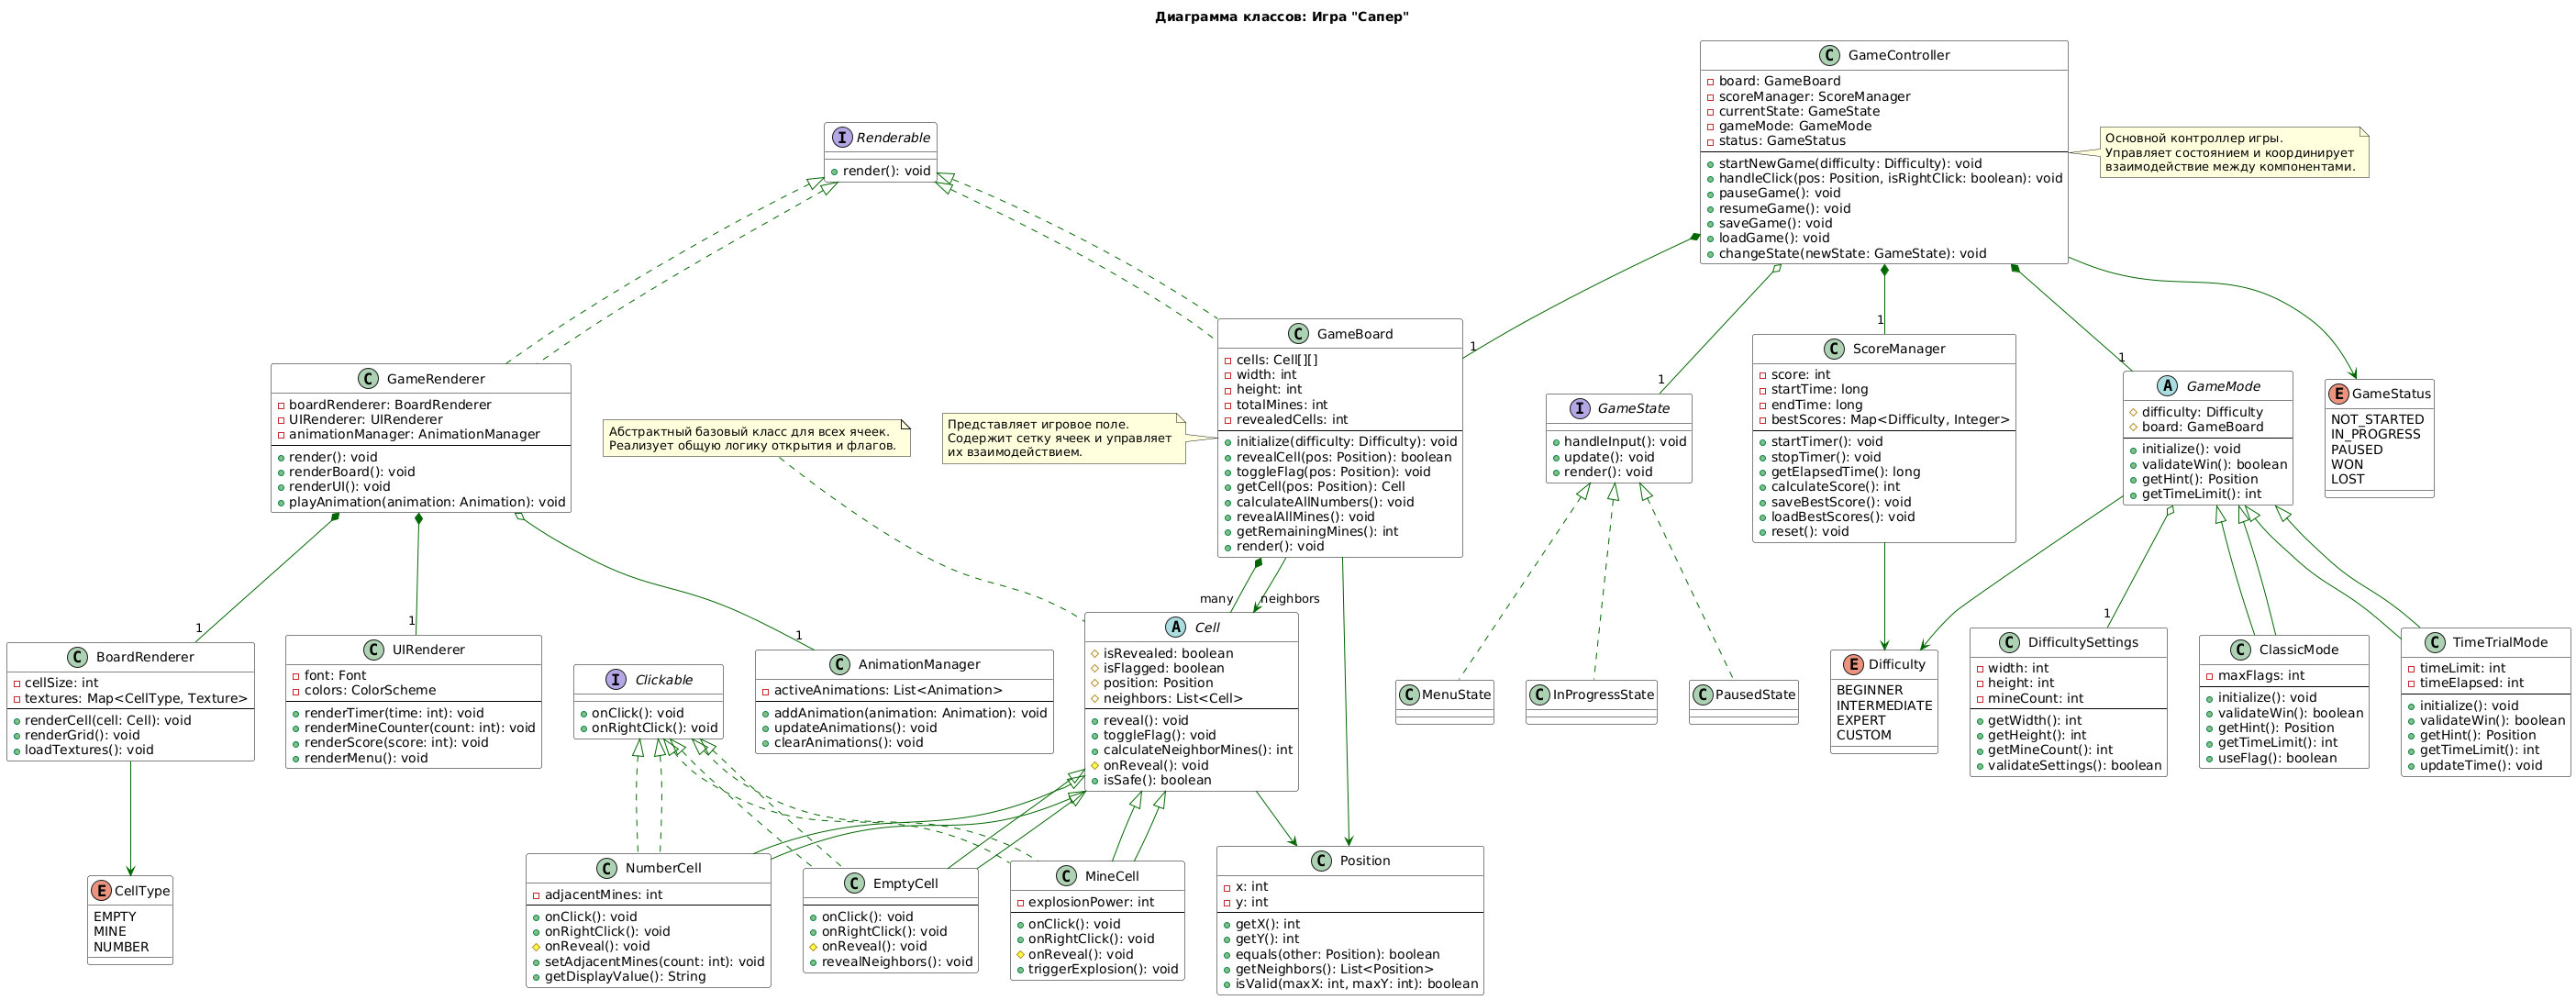 Диаграмма классов: Игра "Сапер"
C GameController
board: GameBoard
scoreManager: ScoreManager
currentState: GameState
gameMode: GameMode
status: GameStatus
startNewGame(difficulty: Difficulty): void
handleClick(pos: Position, isRightClick: boolean): void
pauseGame(): void
resumeGame(): void
saveGame(): void
loadGame(): void
changeState(newState: GameState): void
Основной контроллер игры.
Управляет состоянием и координирует
взаимодействие между компонентами.
I Renderable
render(): void
C GameRenderer
boardRenderer: BoardRenderer
UIRenderer: UIRenderer
animationManager: AnimationManager
render(): void
renderBoard(): void
renderUI(): void
playAnimation(animation: Animation): void
Абстрактный базовый класс для всех ячеек.
Реализует общую логику открытия и флагов.
Представляет игровое поле.
Содержит сетку ячеек и управляет
их взаимодействием.
C GameBoard
cells: Cell[][]
width: int
height: int
totalMines: int
revealedCells: int
initialize(difficulty: Difficulty): void
revealCell(pos: Position): boolean
toggleFlag(pos: Position): void
getCell(pos: Position): Cell
calculateAllNumbers(): void
revealAllMines(): void
getRemainingMines(): int
render(): void
1
1
1
1
I GameState
handleInput(): void
update(): void
render(): void
C ScoreManager
score: int
startTime: long
endTime: long
bestScores: Map<Difficulty, Integer>
startTimer(): void
stopTimer(): void
getElapsedTime(): long
calculateScore(): int
saveBestScore(): void
loadBestScores(): void
reset(): void
A GameMode
difficulty: Difficulty
board: GameBoard
initialize(): void
validateWin(): boolean
getHint(): Position
getTimeLimit(): int
E GameStatus
NOT_STARTED
IN_PROGRESS
PAUSED
WON
LOST
1
1
1
many
neighbors
1
C BoardRenderer
cellSize: int
textures: Map<CellType, Texture>
renderCell(cell: Cell): void
renderGrid(): void
loadTextures(): void
C UIRenderer
font: Font
colors: ColorScheme
renderTimer(time: int): void
renderMineCounter(count: int): void
renderScore(score: int): void
renderMenu(): void
I Clickable
onClick(): void
onRightClick(): void
C AnimationManager
activeAnimations: List<Animation>
addAnimation(animation: Animation): void
updateAnimations(): void
clearAnimations(): void
A Cell
isRevealed: boolean
isFlagged: boolean
position: Position
neighbors: List<Cell>
reveal(): void
toggleFlag(): void
calculateNeighborMines(): int
onReveal(): void
isSafe(): boolean
C MenuState
C InProgressState
C PausedState
E Difficulty
BEGINNER
INTERMEDIATE
EXPERT
CUSTOM
C DifficultySettings
width: int
height: int
mineCount: int
getWidth(): int
getHeight(): int
getMineCount(): int
validateSettings(): boolean
C ClassicMode
maxFlags: int
initialize(): void
validateWin(): boolean
getHint(): Position
getTimeLimit(): int
useFlag(): boolean
C TimeTrialMode
timeLimit: int
timeElapsed: int
initialize(): void
validateWin(): boolean
getHint(): Position
getTimeLimit(): int
updateTime(): void
E CellType
EMPTY
MINE
NUMBER
C NumberCell
adjacentMines: int
onClick(): void
onRightClick(): void
onReveal(): void
setAdjacentMines(count: int): void
getDisplayValue(): String
C EmptyCell
onClick(): void
onRightClick(): void
onReveal(): void
revealNeighbors(): void
C MineCell
explosionPower: int
onClick(): void
onRightClick(): void
onReveal(): void
triggerExplosion(): void
C Position
x: int
y: int
getX(): int
getY(): int
equals(other: Position): boolean
getNeighbors(): List<Position>
isValid(maxX: int, maxY: int): boolean